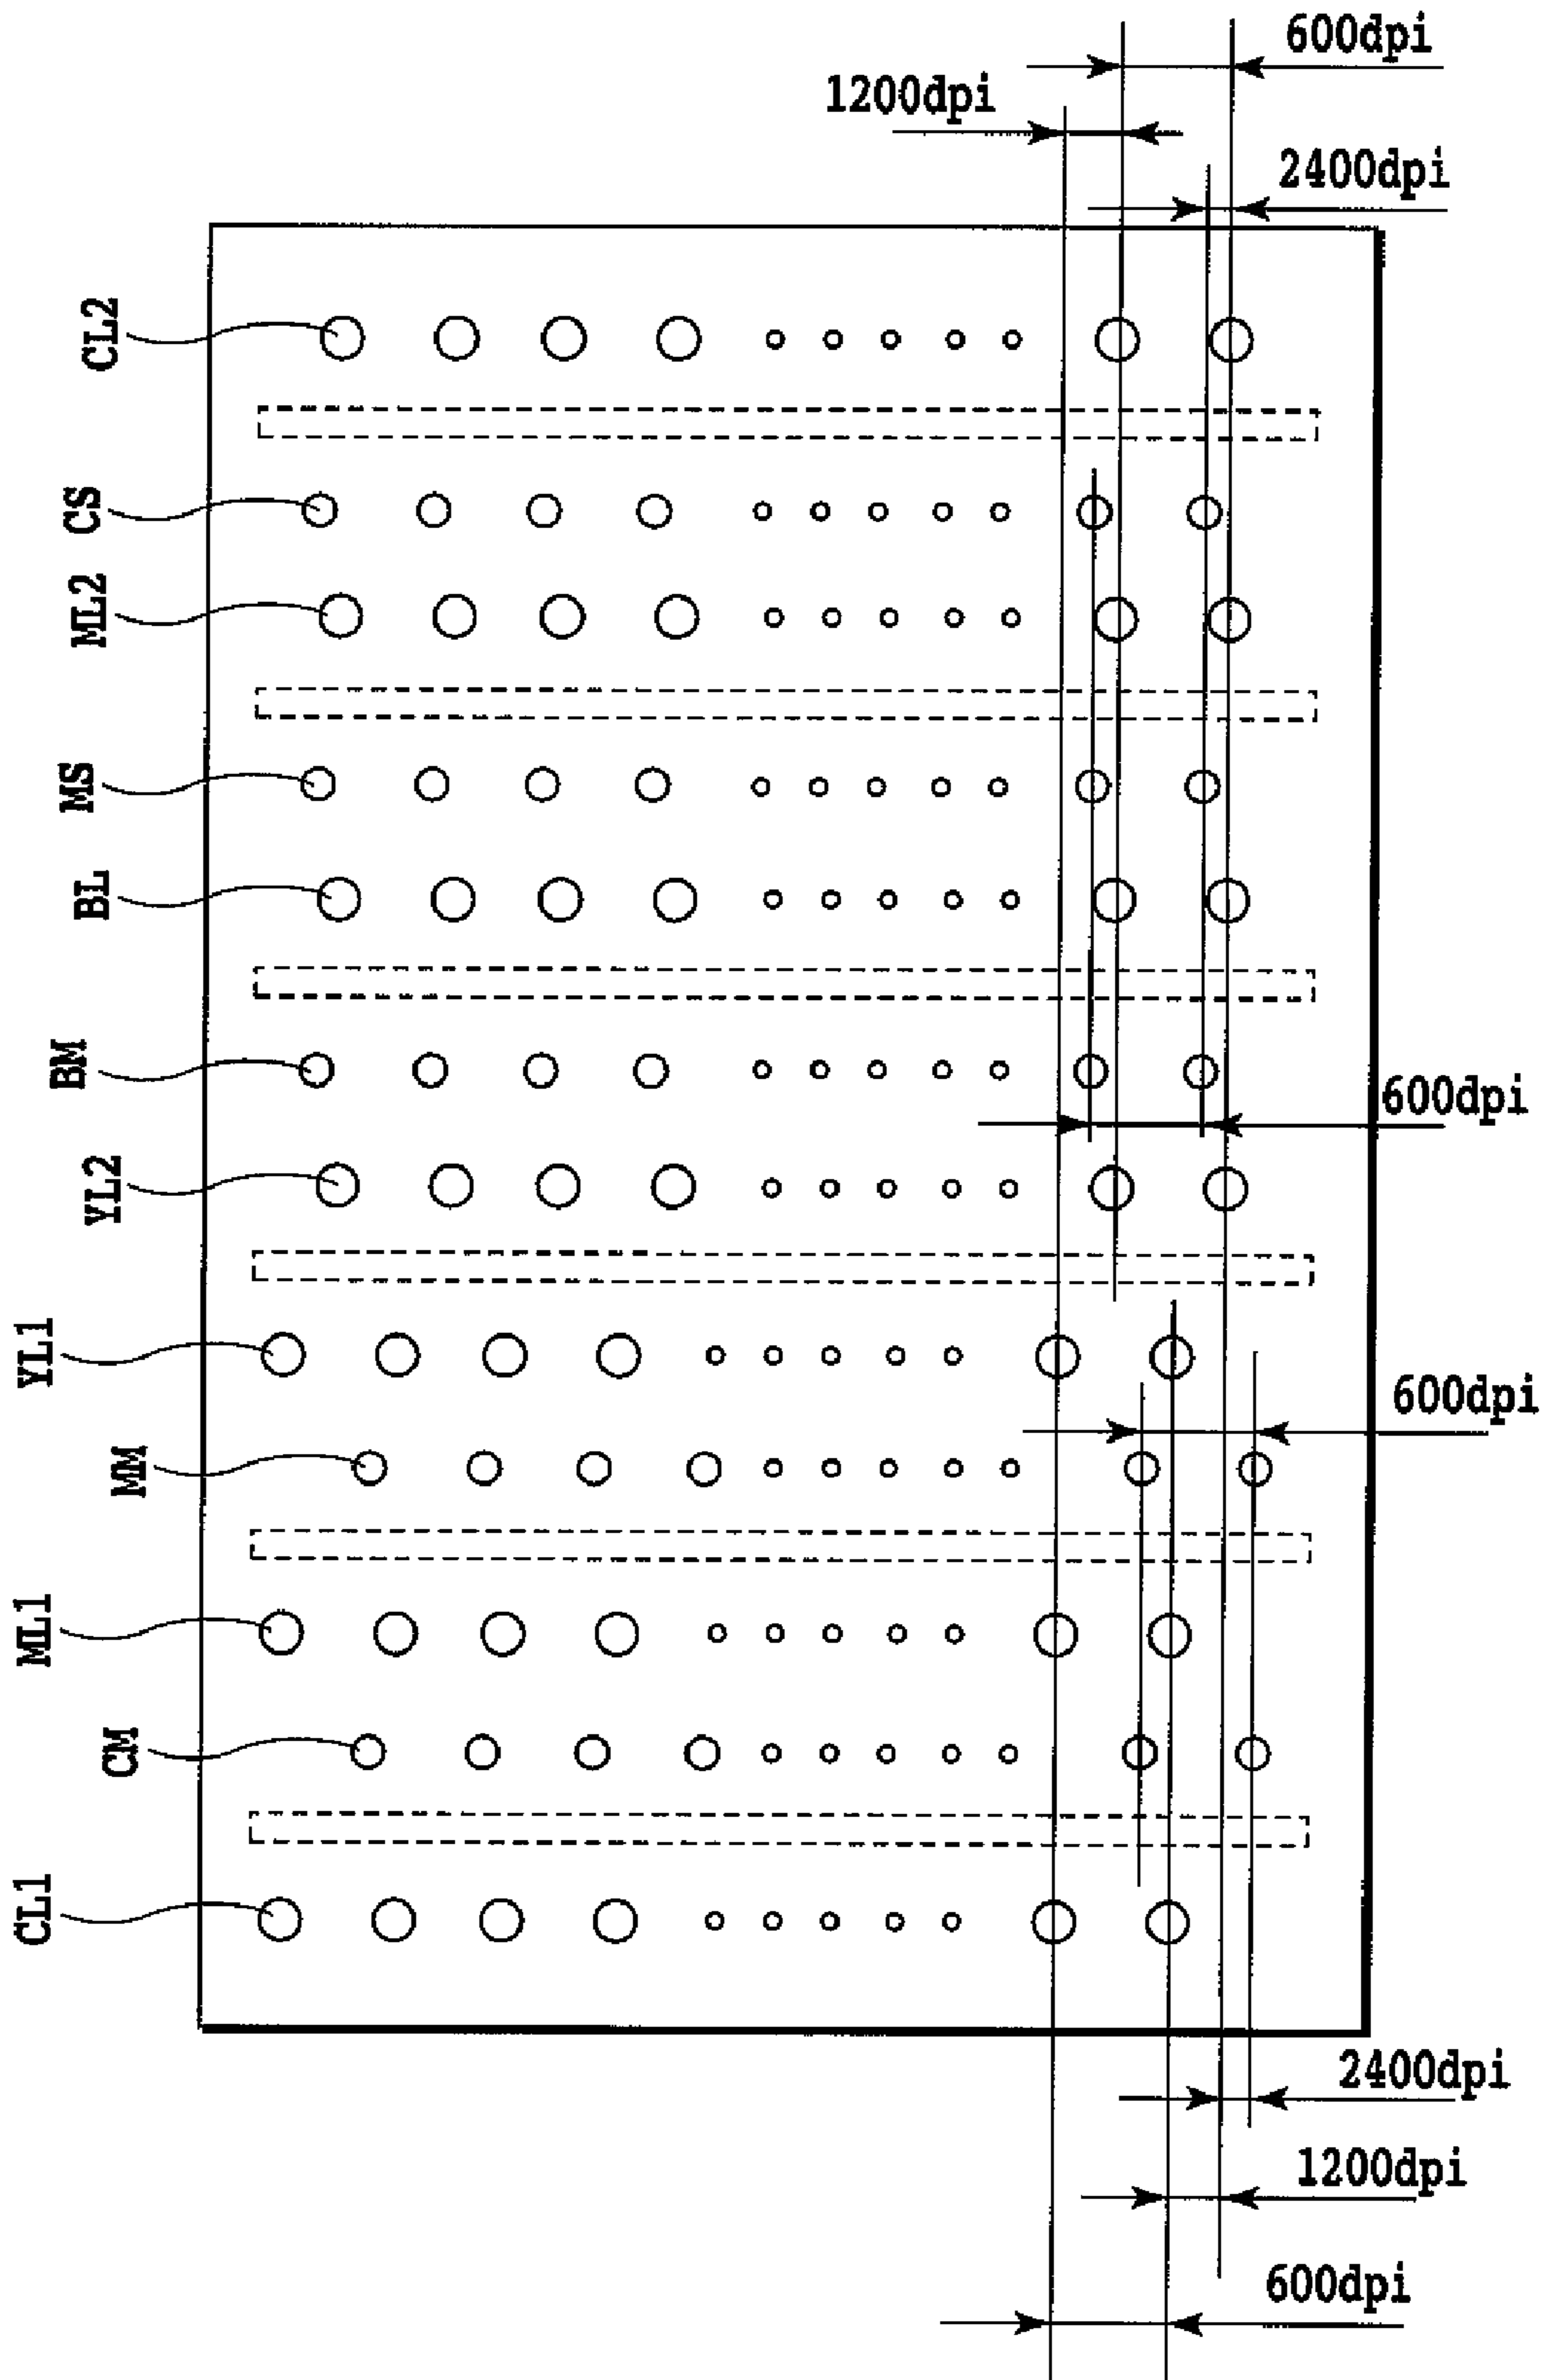 600dpi
1200dpi
2400dpi
CL2
CS
ML2
MS
BL
BM
600dpi
YL2
YL1
600dpi
MM
ML1
CM
CL1
2400dpi
1200dpi
600dpi